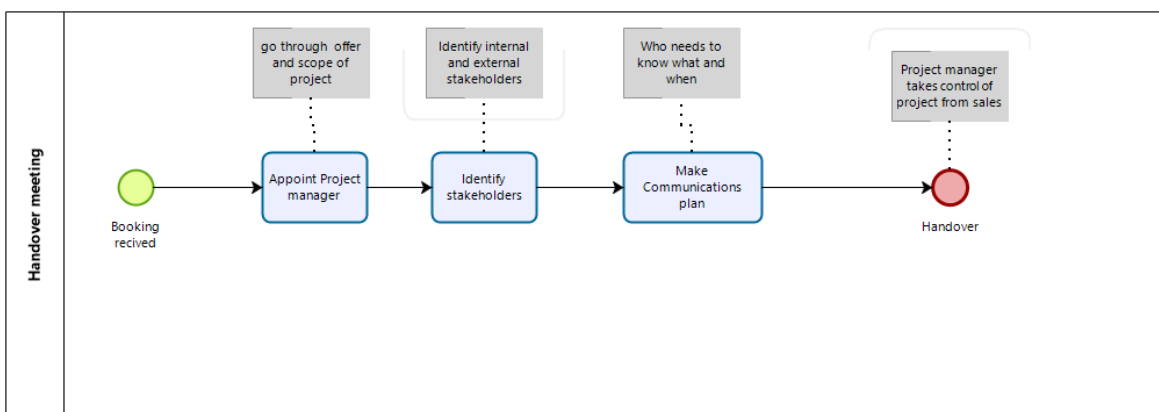 Handover meeting
go through offer
and scope of
project
Identify internal
and external
stakeholders
Who needs to
know what and
when
Project manager
takes control of
project from sales
Booking
recived
Appoint Project
manager
Identify
stakeholders
Make
Communications
plan
Handover